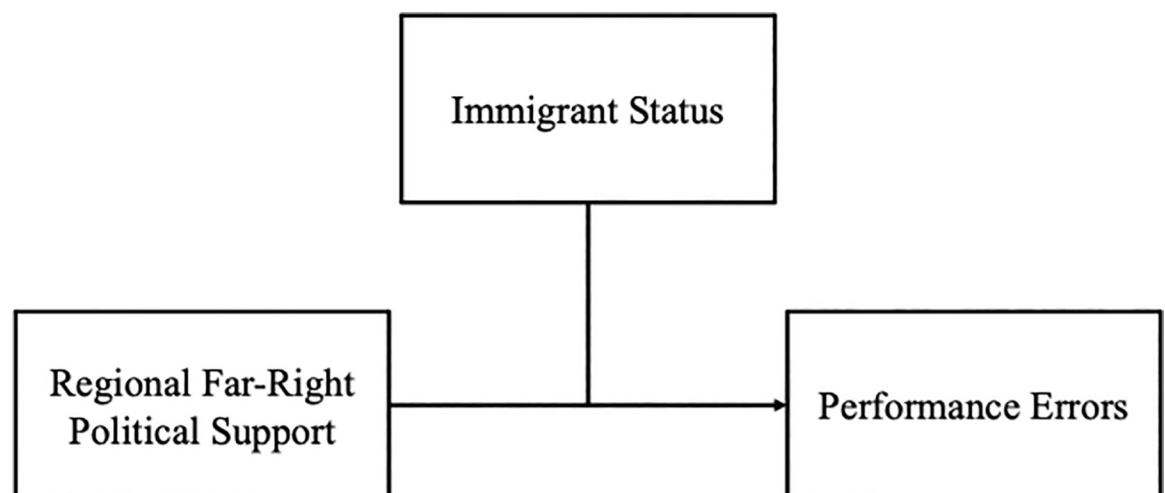 Immigrant Status
Regional Far-Right
Political Support
Performance Errors